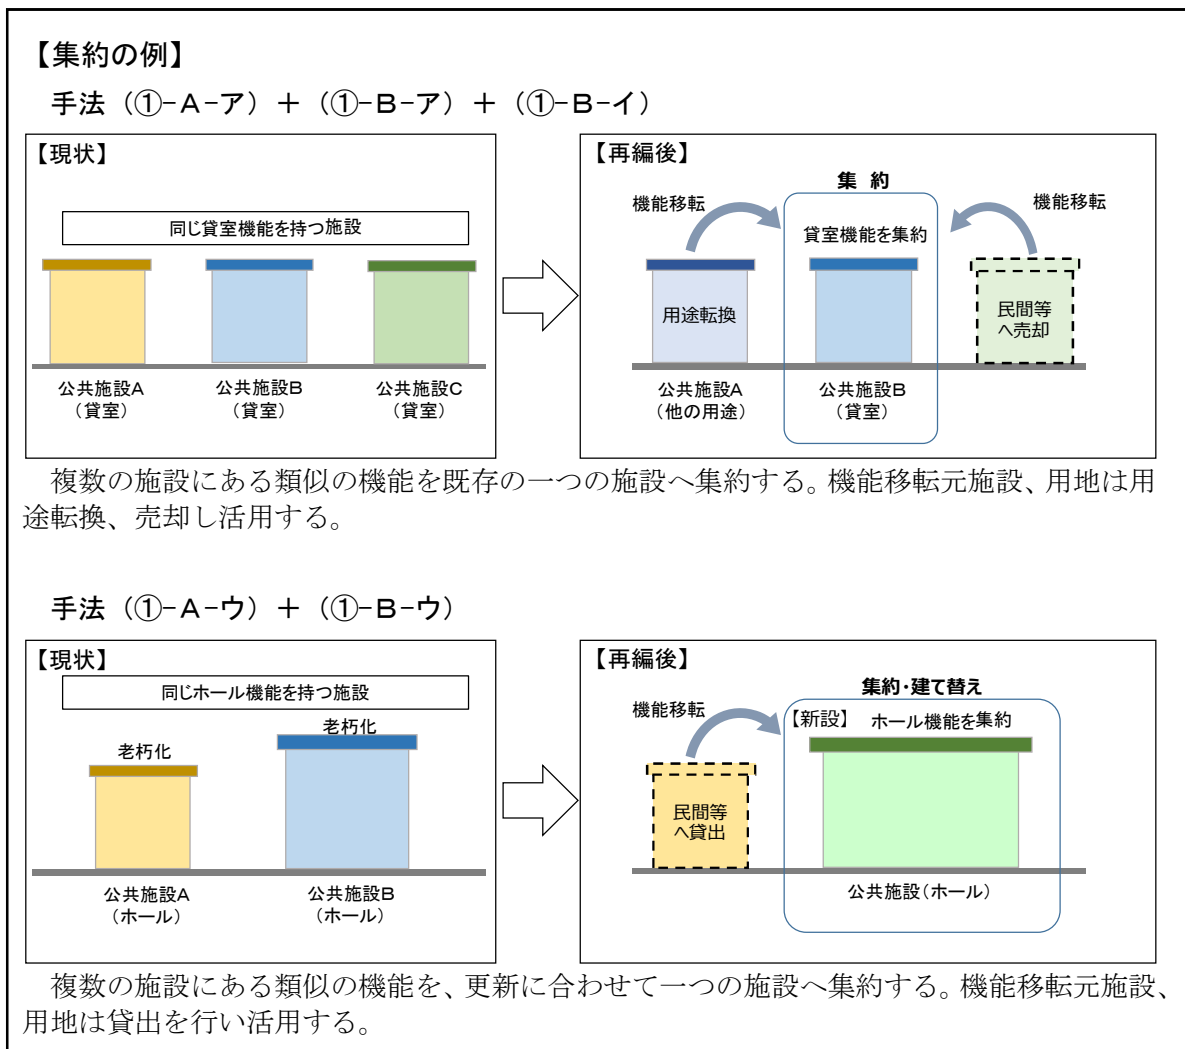 【集約の例】
手法（①-A-ア）＋（①-B-ア）＋（①-B-イ）
【現状】
同じ貸室機能を持つ施設
公共施設A
（貸室）
公共施設B
（貸室）
公共施設C
（貸室）
【再編後】
集 約
機能移転
機能移転
貸室機能を集約
用途転換
民間等
へ売却
公共施設A
（他の用途）
公共施設B
（貸室）
複数の施設にある類似の機能を既存の一つの施設へ集約する。機能移転元施設、用地は用
途転換、売却し活用する。
手法（①-A-ウ）＋（①-B-ウ）
【現状】
同じホール機能を持つ施設
老朽化
老朽化
公共施設A
（ホール）
公共施設B
（ホール）
【再編後】
集約・建て替え
機能移転
【新設】 ホール機能を集約
民間等
へ貸出
公共施設（ホール）
複数の施設にある類似の機能を、更新に合わせて一つの施設へ集約する。機能移転元施設、
用地は貸出を行い活用する。